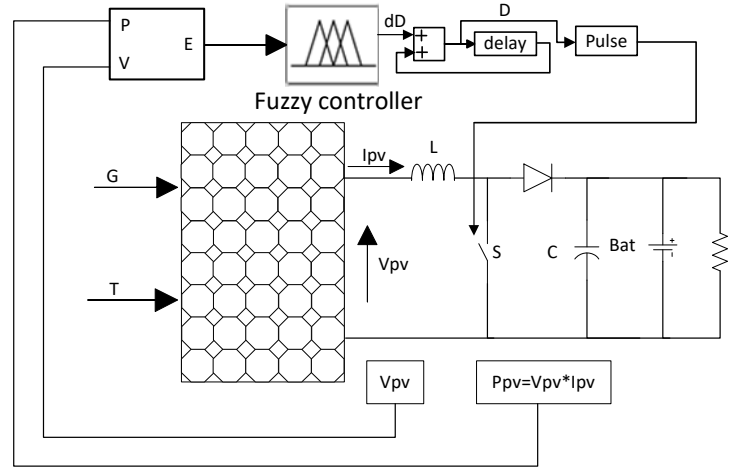 P
V
E
dD
+
+
D
delay
Pulse
Fuzzy controller
G
T
Ipv
L
Vpv
S
C
Bat
+
-
Vpv
Ppv=Vpv*Ipv